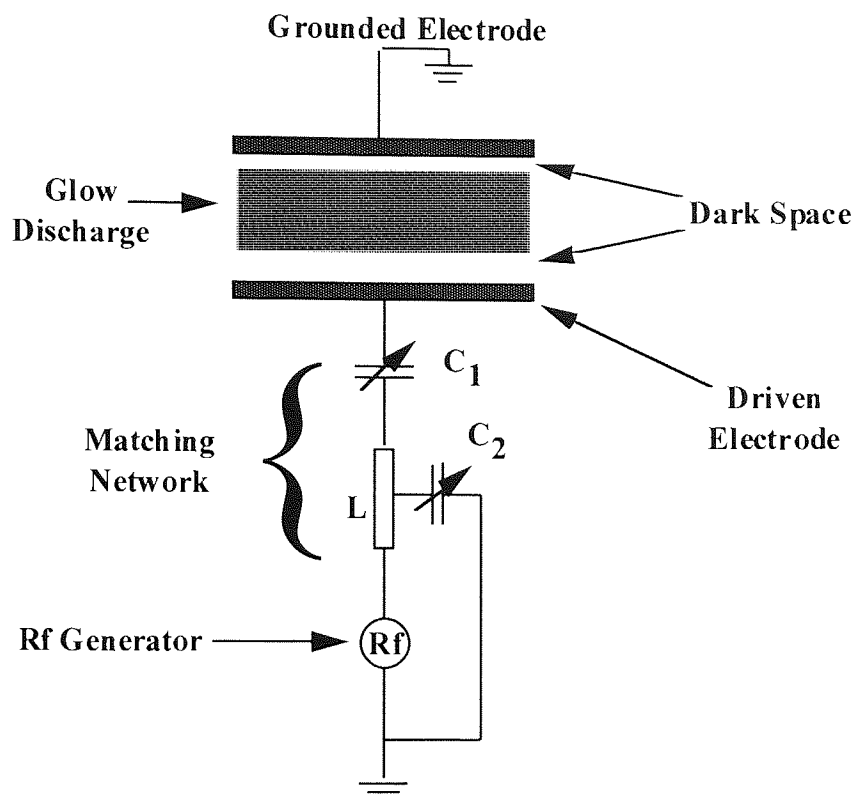 Grounded Electrode
Glow
Discharge
Dark Space
C1
Driven
Electrode
C2
Matching
Network
L
Rf Generator
Rf